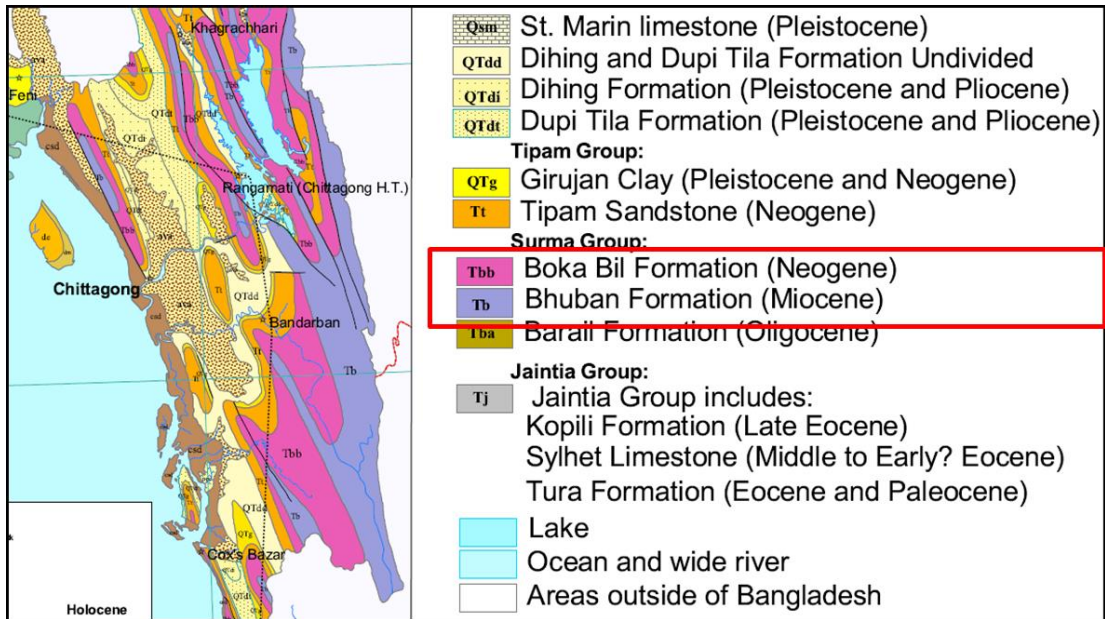 Khagrachhari
Feni
Rangamati (Chittagong H.T.)
Chittagong
Bandarban
Cox's Bazar
Holocene
Tt
Tb
Tbb
QTdt
QTdi
QTdd
QTg
csd
ava
de
Qsm St. Marin limestone (Pleistocene)
QTdd Dihing and Dupi Tila Formation Undivided
QTdi Dihing Formation (Pleistocene and Pliocene)
QTdt Dupi Tila Formation (Pleistocene and Pliocene)
Tipam Group:
QTg Girujan Clay (Pleistocene and Neogene)
Tt Tipam Sandstone (Neogene)
Surma Group:
Tbb Boka Bil Formation (Neogene)
Tb Bhuban Formation (Miocene)
Tba Barail Formation (Oligocene)
Jaintia Group:
Tj Jaintia Group includes:
Kopili Formation (Late Eocene)
Sylhet Limestone (Middle to Early? Eocene)
Tura Formation (Eocene and Paleocene)
Lake
Ocean and wide river
Areas outside of Bangladesh